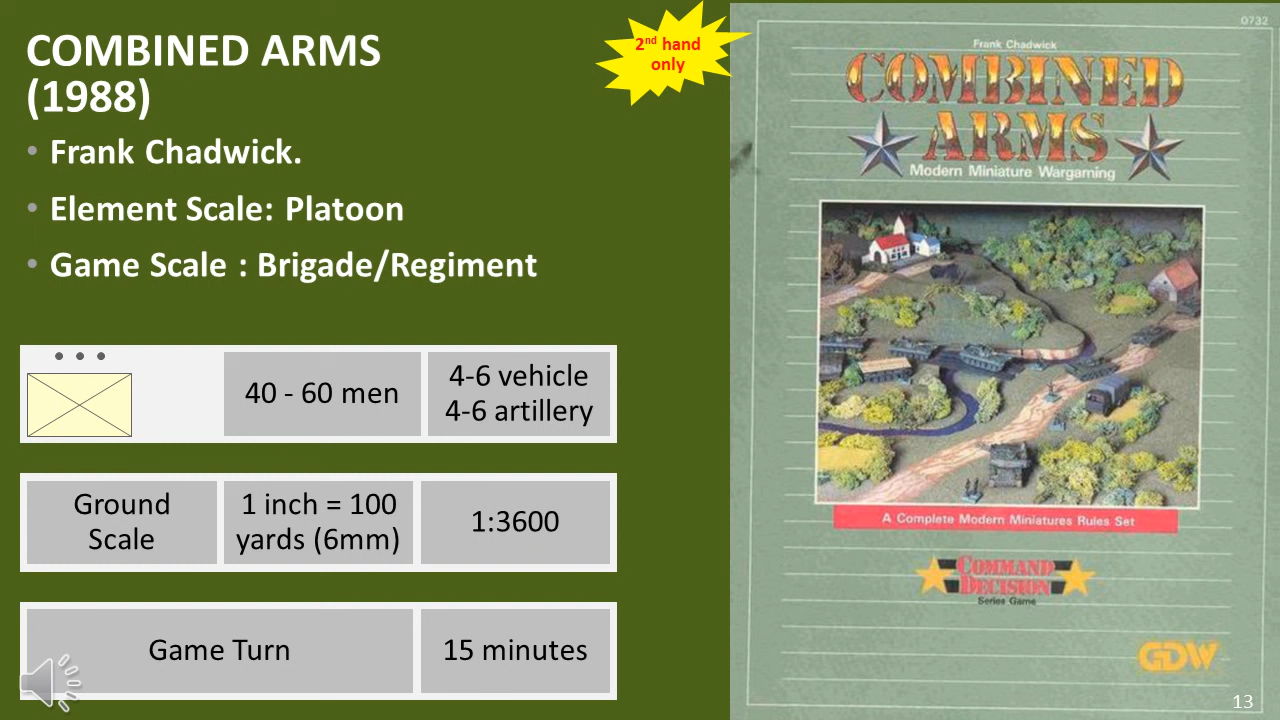 COMBINED ARMS
(1988)
• Frank Chadwick.
• Element Scale: Platoon
• Game Scale : Brigade/Regiment
2nd hand
only
40 - 60 men
4-6 vehicle
4-6 artillery
Ground
Scale
1 inch = 100
yards (6mm)
1:3600
Game Turn
15 minutes
0732
Frank Chadwick
COMBINED
ARMS
Modern Miniature Wargaming
A Complete Modern Miniatures Rules Set
COMMAND
DECISION
Series Game
GDW
13